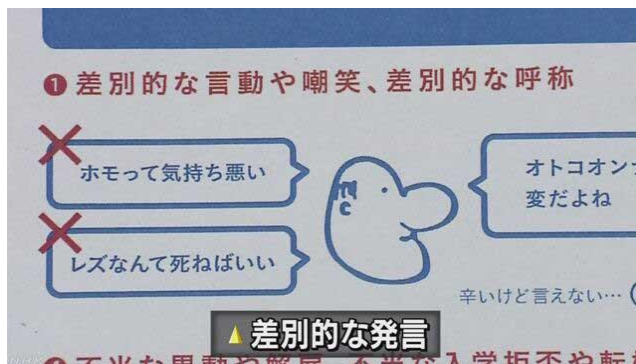 ❶ 差別的な言動や嘲笑、差別的な呼称
ホモって気持ち悪い
オトコオン
変だよね
レズなんて死ねばいい
辛いけど言えない…
▲差別的な発言